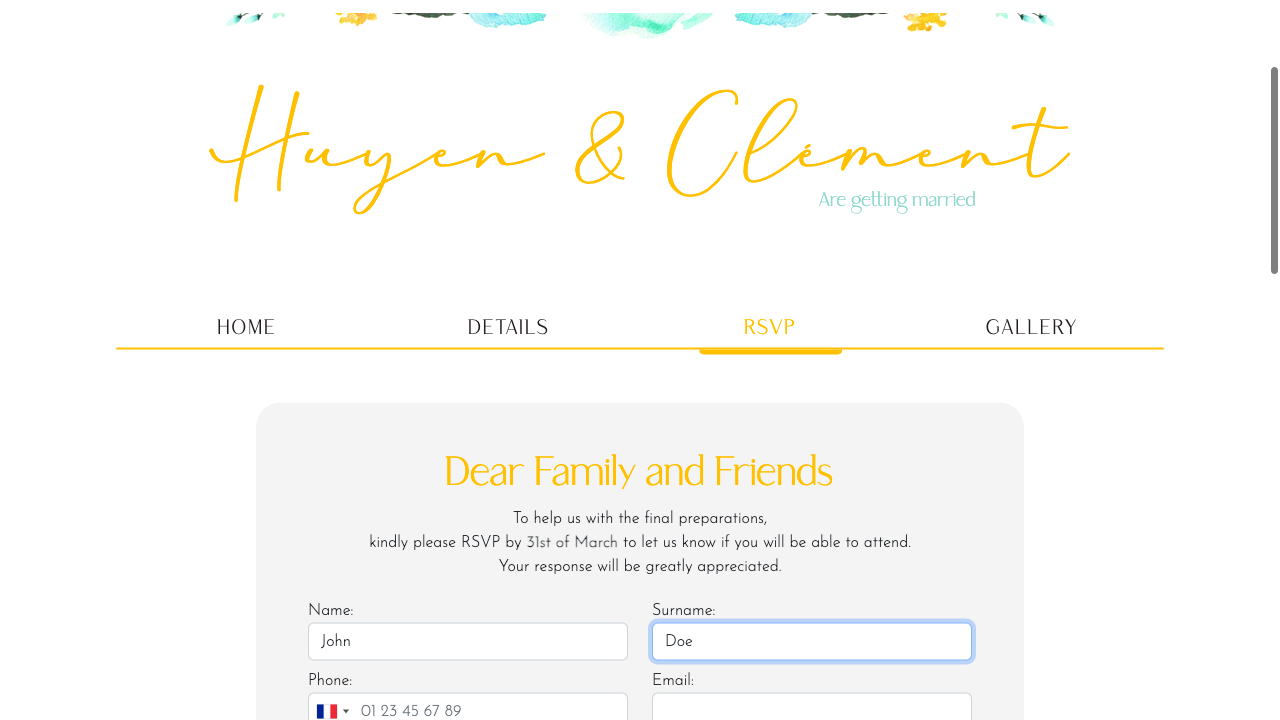 Huyen & Clément
Are getting married
HOME DETAILS RSVP GALLERY
Dear Family and Friends
To help us with the final preparations,
kindly please RSVP by 31st of March to let us know if you will be able to attend.
Your response will be greatly appreciated.
Name: Surname:
John Doe
Phone: Email:
01 23 45 67 89